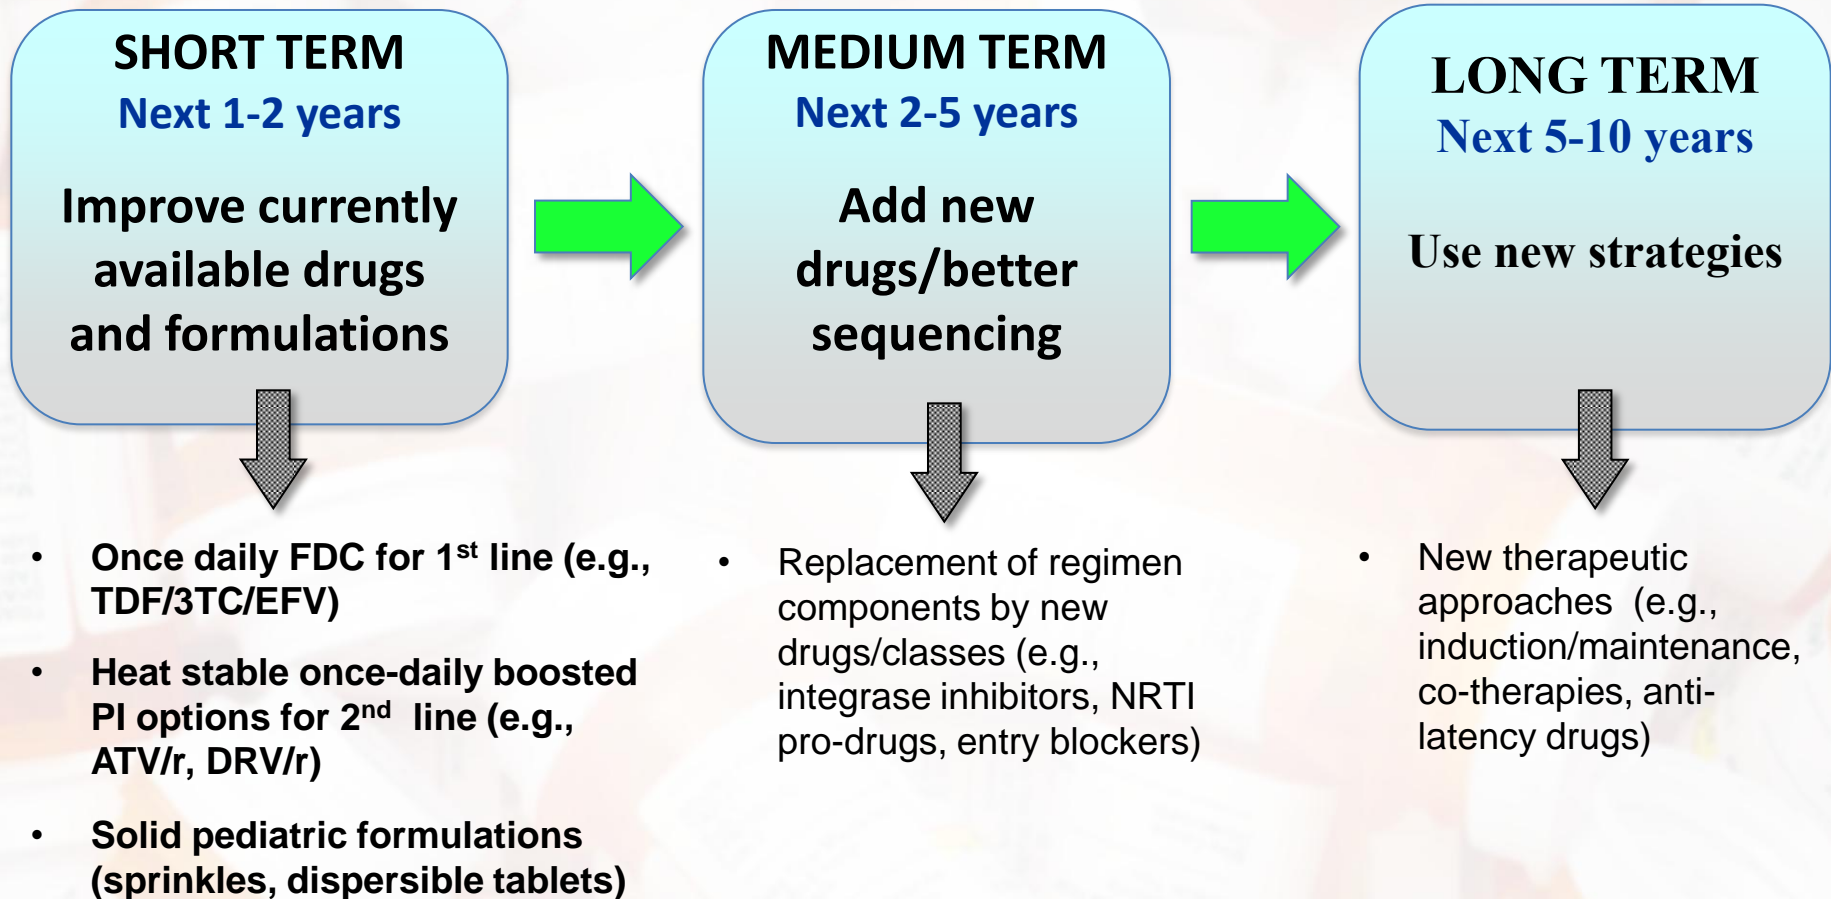 SHORT TERM
Next 1-2 years
Improve currently
available drugs
and formulations
• Once daily FDC for 1st line (e.g.,
TDF/3TC/EFV)
• Heat stable once-daily boosted
PI options for 2nd line (e.g.,
ATV/r, DRV/r)
• Solid pediatric formulations
(sprinkles, dispersible tablets)
MEDIUM TERM
Next 2-5 years
Add new
drugs/better
sequencing
• Replacement of regimen
components by new
drugs/classes (e.g.,
integrase inhibitors, NRTI
pro-drugs, entry blockers)
LONG TERM
Next 5-10 years
Use new strategies
• New therapeutic
approaches (e.g.,
induction/maintenance,
co-therapies, anti-
latency drugs)